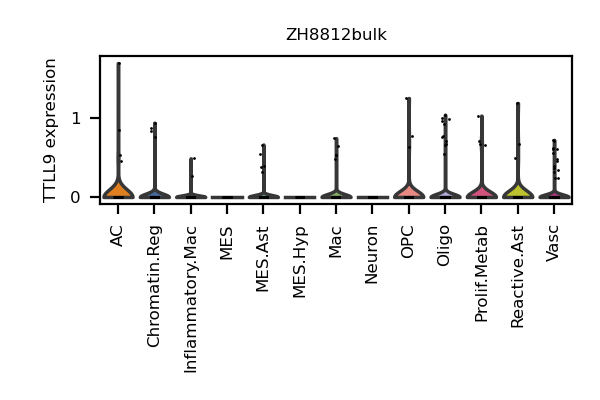 ZH8812bulk
TTLL9 expression
1
0
AC
Chromatin.Reg
Inflammatory.Mac
MES
MES.Ast
MES.Hyp
Mac
Neuron
OPC
Oligo
Prolif.Metab
Reactive.Ast
Vasc